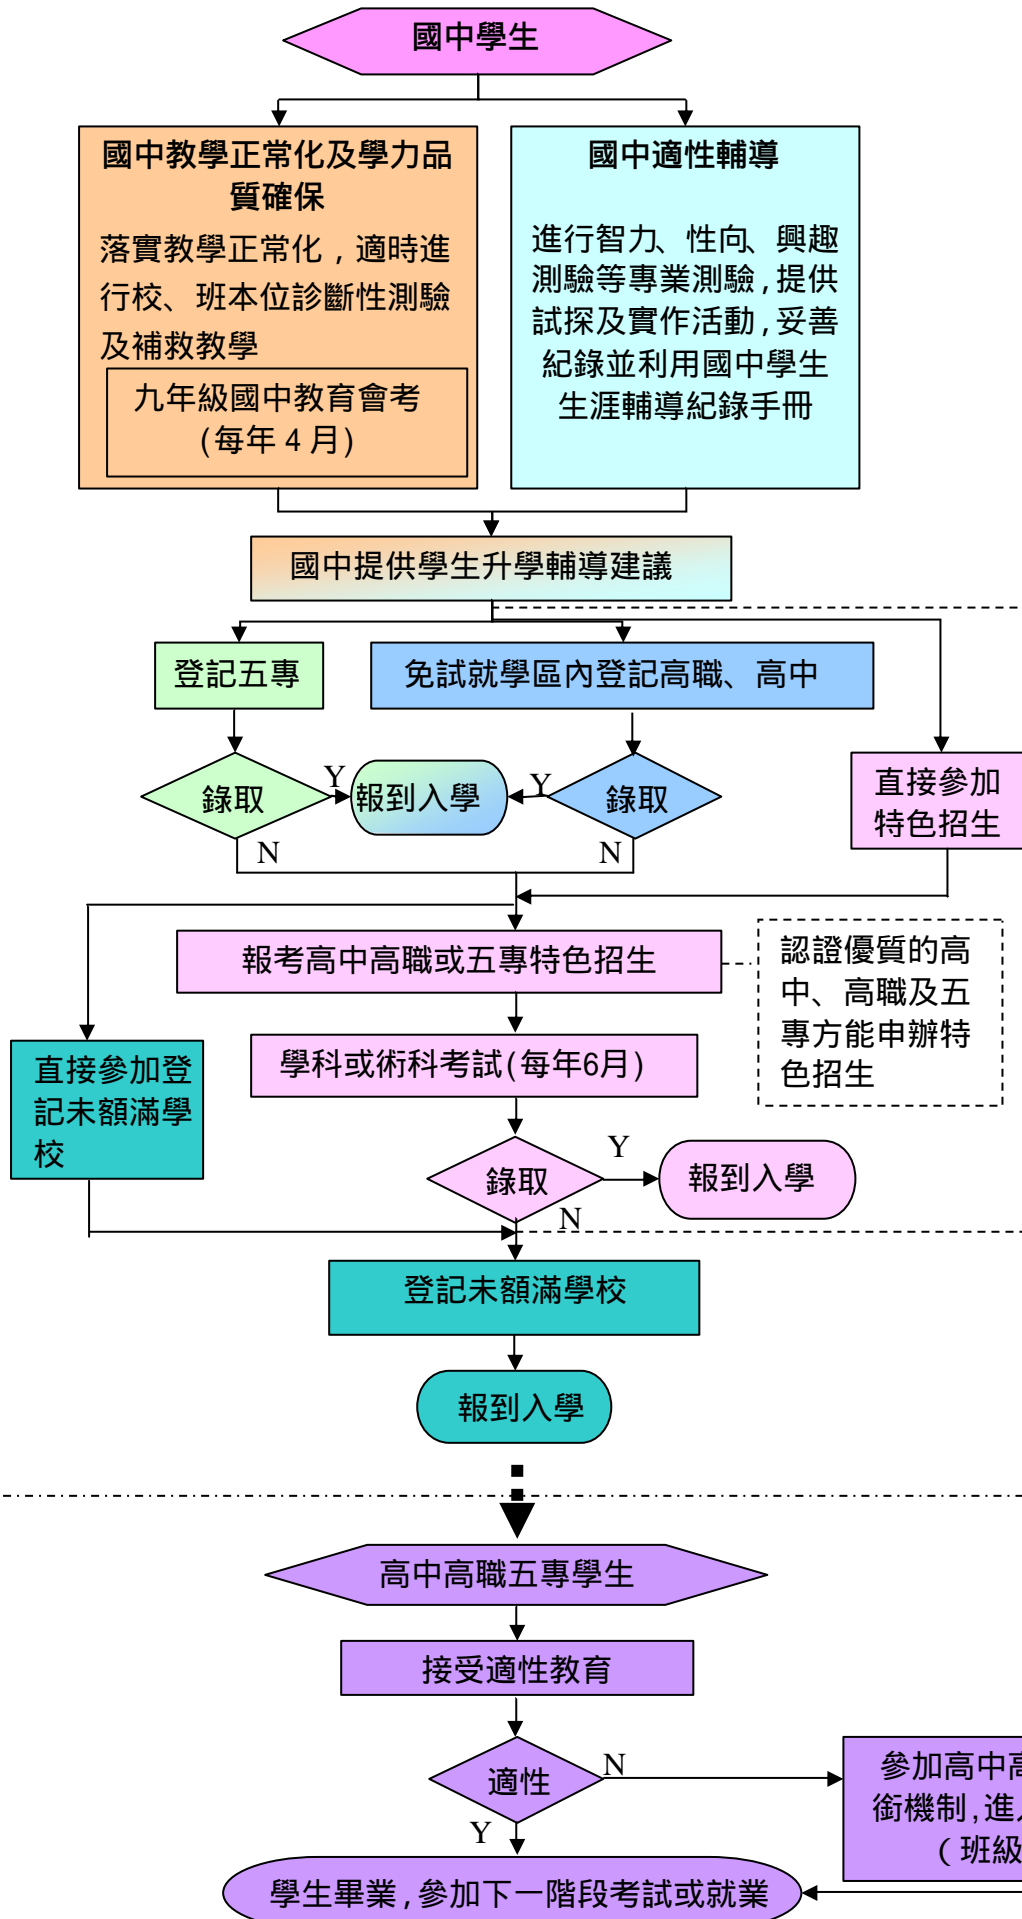 國中學生
國中教學正常化及學力品
質確保
落實教學正常化，適時進
行校、班本位診斷性測驗
及補救教學
九年級國中教育會考
(每年 4 月)
國中適性輔導
進行智力、性向、興趣
測驗等專業測驗，提供
試探及實作活動，妥善
紀錄並利用國中學生
生涯輔導紀錄手冊
國中提供學生升學輔導建議
登記五專
免試就學區內登記高職、高中
錄取
Y
報到入學
Y
錄取
直接參加
特色招生
N
N
報考高中高職或五專特色招生
認證優質的高
中、高職及五
專方能申辦特
色招生
學科或術科考試(每年6月)
直接參加登
記未額滿學
校
錄取
Y
報到入學
N
登記未額滿學校
報到入學
高中高職五專學生
接受適性教育
適性
N
參加高中高
銜機制，進入
（班級
Y
學生畢業，參加下一階段考試或就業